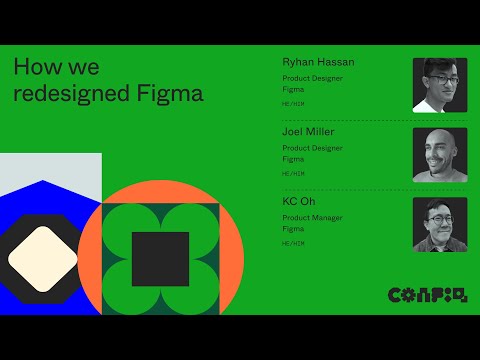 How we
redesigned Figma
Ryhan Hassan
Product Designer
Figma
HE/HIM
Joel Miller
Product Designer
Figma
HE/HIM
KC Oh
Product Manager
Figma
HE/HIM
CONFIG